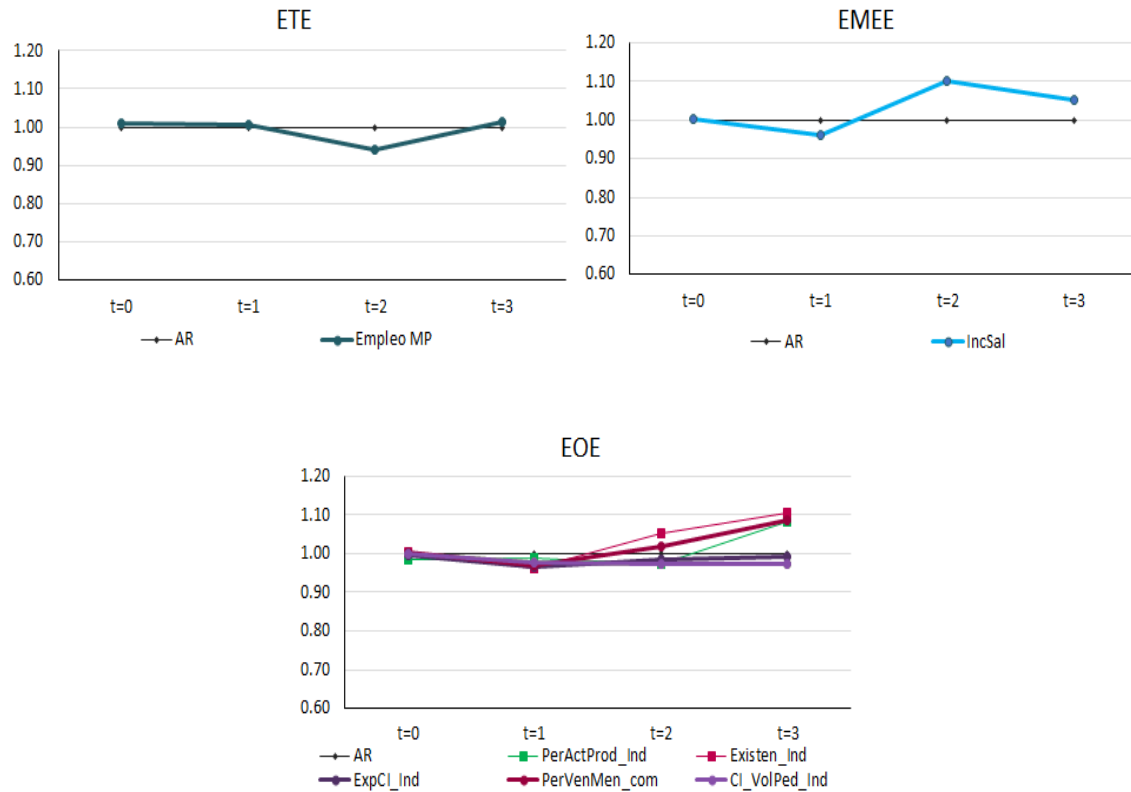 ETE
1.20
1.10
1.00
0.90
0.80
0.70
0.60
t=0 t=1 t=2 t=3
AR Empleo MP
EMEE
1.20
1.10
1.00
0.90
0.80
0.70
0.60
t=0 t=1 t=2 t=3
AR IncSal
EOE
1.20
1.10
1.00
0.90
0.80
0.70
0.60
t=0 t=1 t=2 t=3
AR PerActProd_Ind Existen_Ind
ExpCI_Ind PerVenMen_com CI_VolPed_Ind